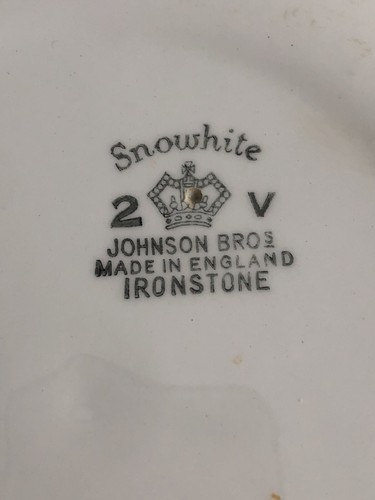 Snowhite
2 V
JOHNSON BROS
MADE IN ENGLAND
IRONSTONE